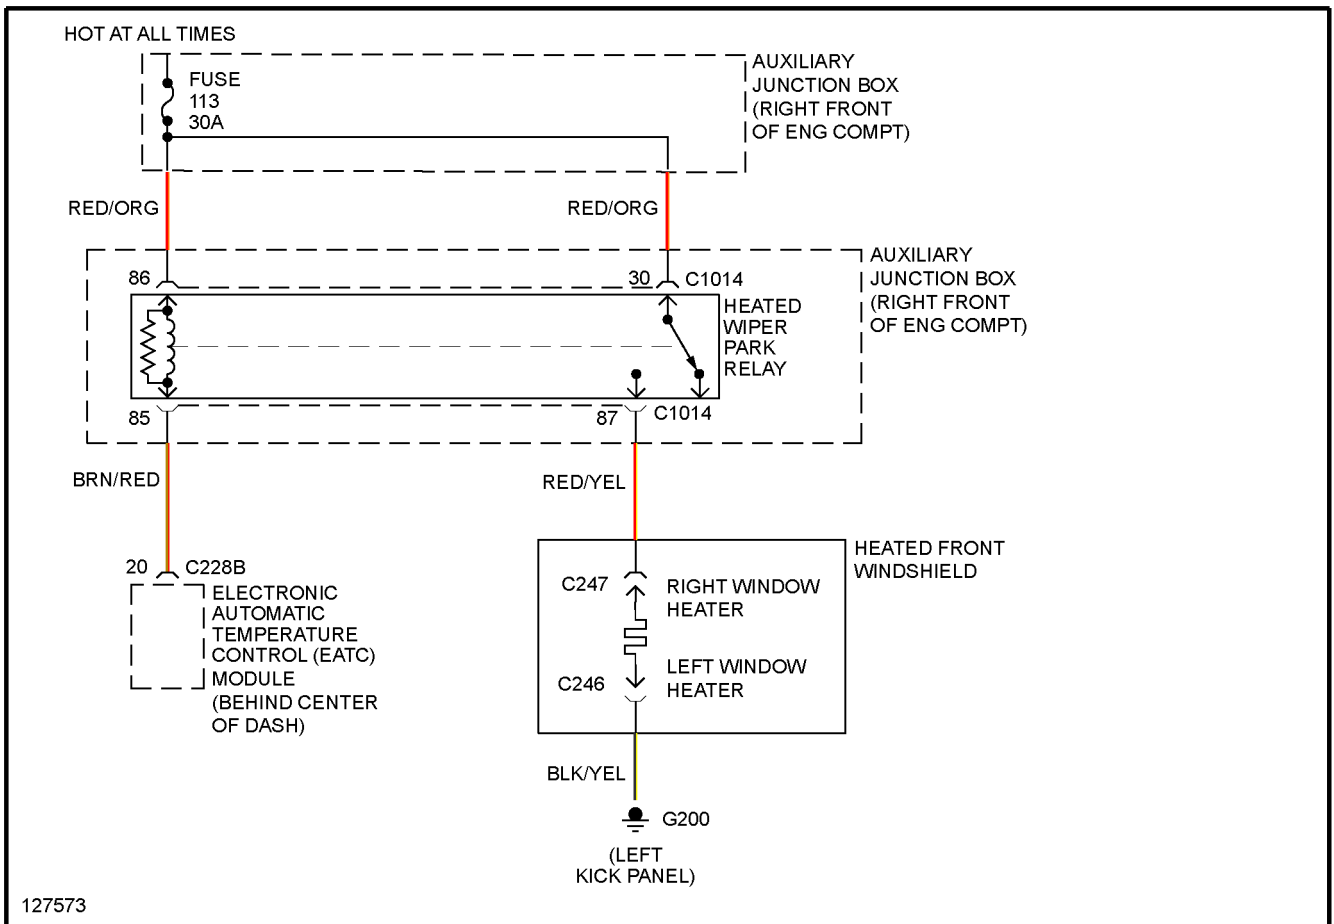 HOT AT ALL TIMES
FUSE
113
30A
AUXILIARY
JUNCTION BOX
(RIGHT FRONT
OF ENG COMPT)
RED/ORG
RED/ORG
AUXILIARY
JUNCTION BOX
(RIGHT FRONT
OF ENG COMPT)
86
30
C1014
HEATED
WIPER
PARK
RELAY
85
87
C1014
BRN/RED
RED/YEL
20
C228B
ELECTRONIC
AUTOMATIC
TEMPERATURE
CONTROL (EATC)
MODULE
(BEHIND CENTER
OF DASH)
HEATED FRONT
WINDSHIELD
C247
RIGHT WINDOW
HEATER
C246
LEFT WINDOW
HEATER
BLK/YEL
G200
(LEFT
KICK PANEL)
127573